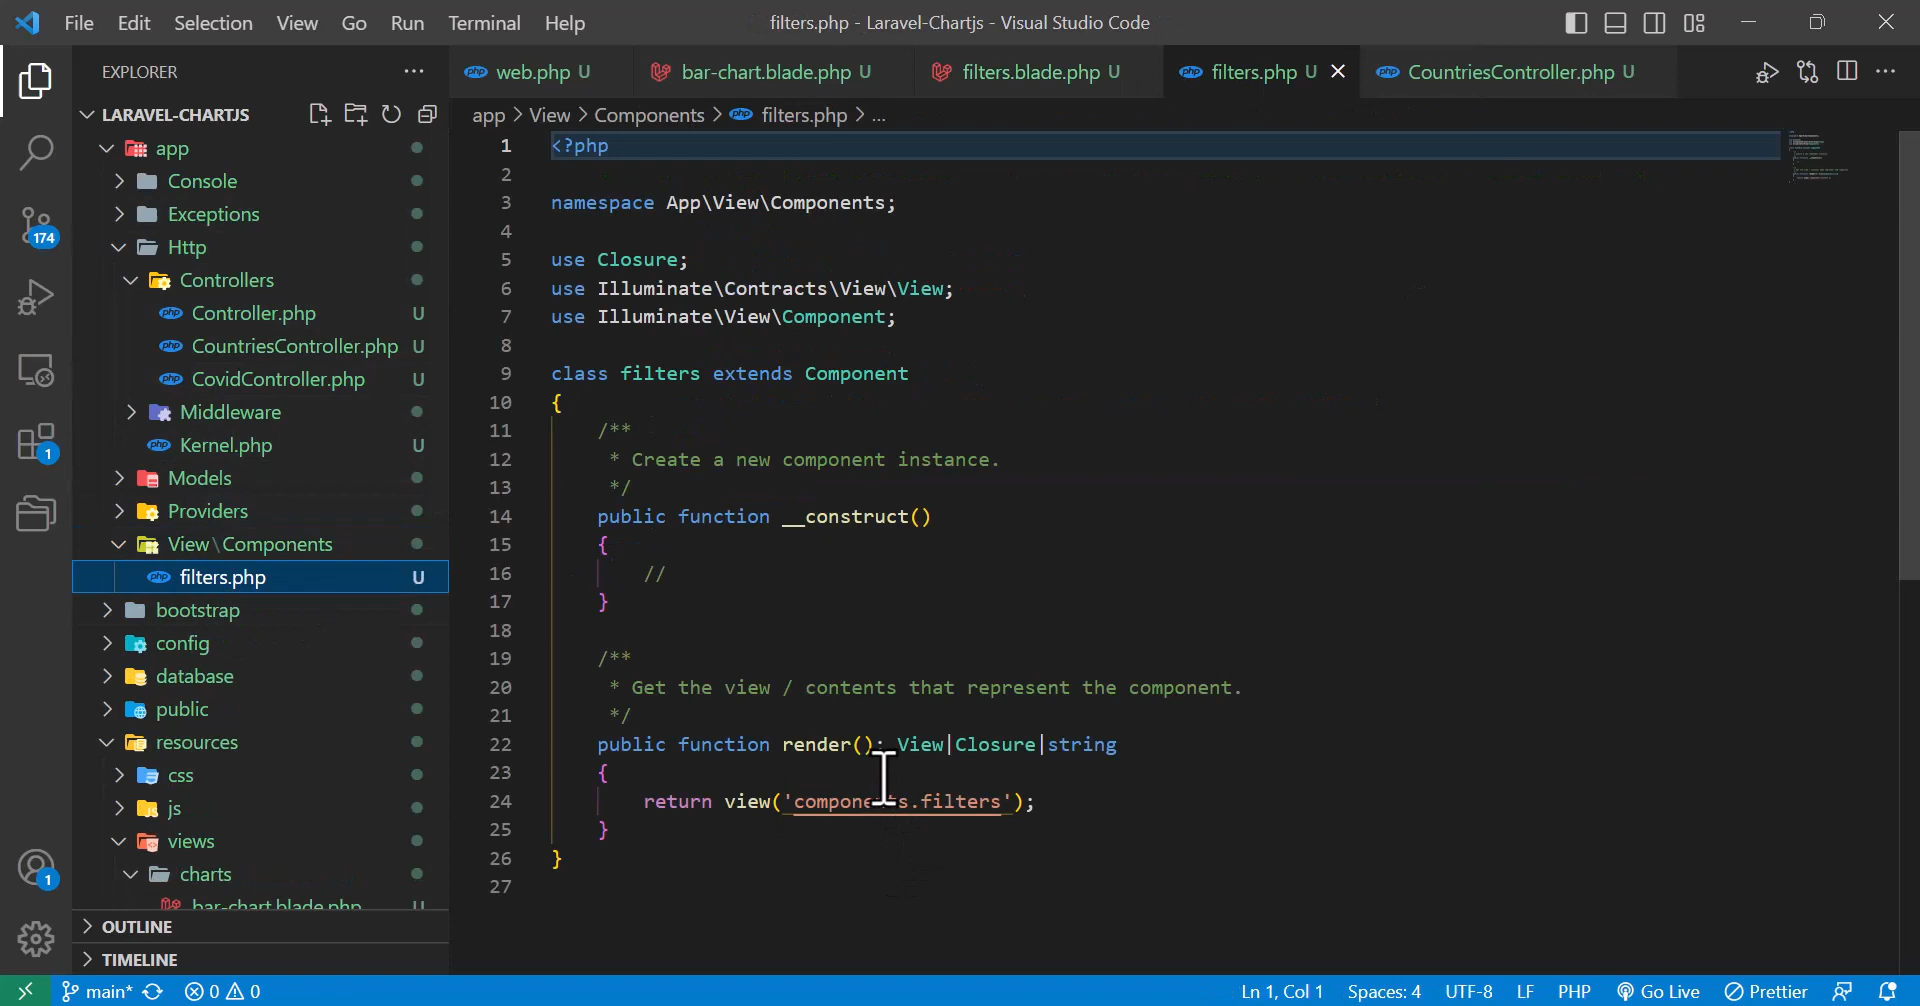 File Edit Selection View Go Run Terminal Help filters.php - Laravel-Chartjs - Visual Studio Code
EXPLORER
web.php U bar-chart.blade.php U filters.blade.php U filters.php U CountriesController.php U
LARAVEL-CHARTJS
app > View > Components > filters.php > ...
app
Console
Exceptions
Http
Controllers
Controller.php U
CountriesController.php U
CovidController.php U
Middleware
Kernel.php U
Models
Providers
View\Components
filters.php U
bootstrap
config
database
public
resources
css
js
views
charts
bar-chart.blade.php U
OUTLINE
TIMELINE
174
1
1
1 <?php
2
3 namespace App\View\Components;
4
5 use Closure;
6 use Illuminate\Contracts\View\View;
7 use Illuminate\View\Component;
8
9 class filters extends Component
10 {
11 /**
12 * Create a new component instance.
13 */
14 public function __construct()
15 {
16 //
17 }
18
19 /**
20 * Get the view / contents that represent the component.
21 */
22 public function render(): View|Closure|string
23 {
24 return view('components.filters');
25 }
26 }
27
main* 0 0 Ln 1, Col 1 Spaces: 4 UTF-8 LF PHP Go Live Prettier